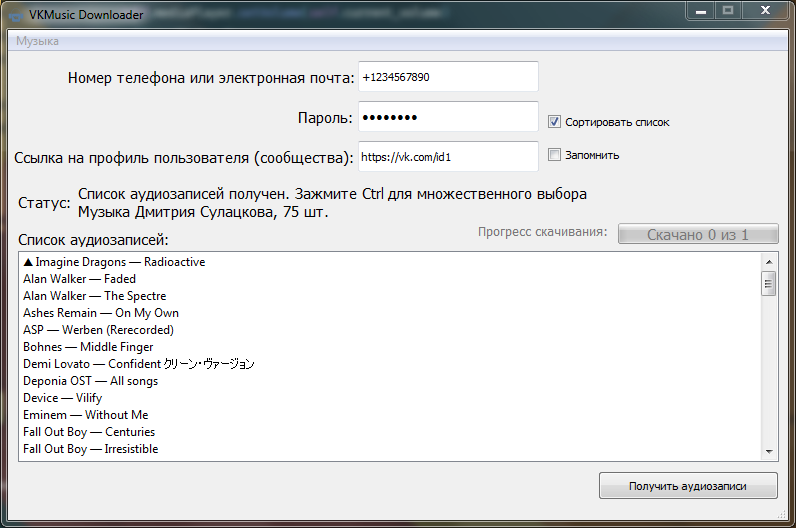 VKMusic Downloader
Музыка
Номер телефона или электронная почта: +1234567890
Пароль: ●●●●●●●●
Сортировать список
Ссылка на профиль пользователя (сообщества): https://vk.com/id1
Запомнить
Статус: Список аудиозаписей получен. Зажмите Ctrl для множественного выбора
Музыка Дмитрия Сулацкова, 75 шт.
Прогресс скачивания: Скачано 0 из 1
Список аудиозаписей:
▲ Imagine Dragons — Radioactive
Alan Walker — Faded
Alan Walker — The Spectre
Ashes Remain — On My Own
ASP — Werben (Rerecorded)
Bohnes — Middle Finger
Demi Lovato — Confident クリーン・ヴァージョン
Deponia OST — All songs
Device — Vilify
Eminem — Without Me
Fall Out Boy — Centuries
Fall Out Boy — Irresistible
Получить аудиозаписи